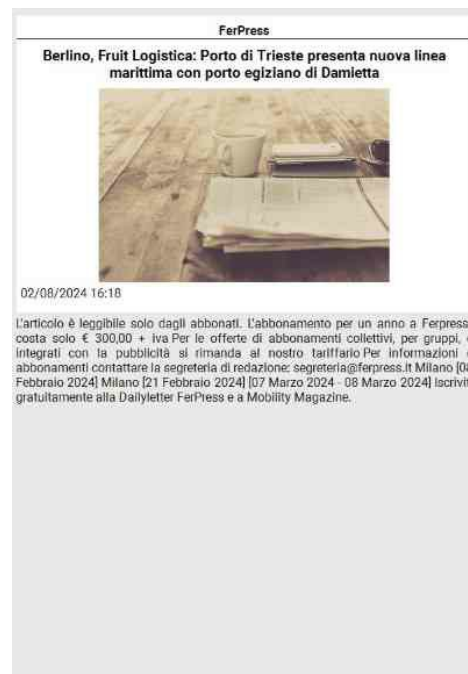 FerPress
Berlino, Fruit Logistica: Porto di Trieste presenta nuova linea
marittima con porto egiziano di Damietta
02/08/2024 16:18
L'articolo è leggibile solo dagli abbonati. L'abbonamento per un anno a Ferpress
costa solo € 300,00 + iva Per le offerte di abbonamenti collettivi, per gruppi,
integrati con la pubblicità si rimanda al nostro tariffario Per informazioni
abbonamenti contattare la segreteria di redazione: segreteria@ferpress.it Milano
Febbraio 2024] Milano [21 Febbraio 2024] [07 Marzo 2024 - 08 Marzo 2024]
gratuitamente alla Dailyletter FerPress e a Mobility Magazine.